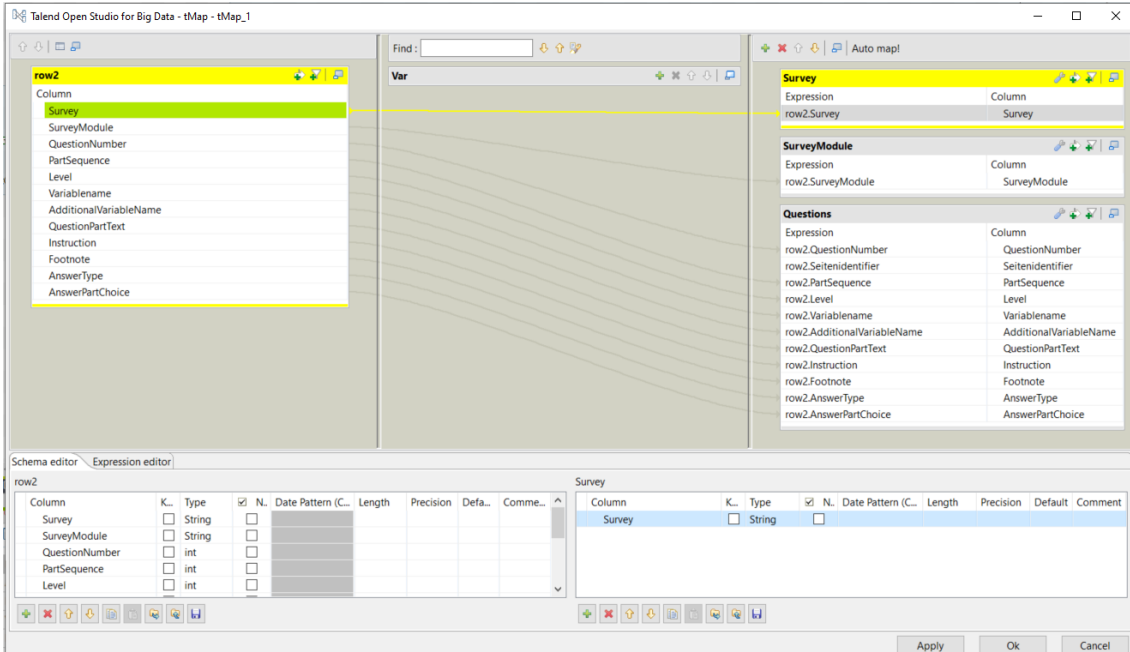 Talend Open Studio for Big Data - tMap - tMap_1
Find :
Auto map!
row2
Column
Survey
SurveyModule
QuestionNumber
PartSequence
Level
Variablename
AdditionalVariableName
QuestionPartText
Instruction
Footnote
AnswerType
AnswerPartChoice
Var
Survey
Expression Column
row2.Survey Survey
SurveyModule
Expression Column
row2.SurveyModule SurveyModule
Questions
Expression Column
row2.QuestionNumber QuestionNumber
row2.Seitenidentifier Seitenidentifier
row2.PartSequence PartSequence
row2.Level Level
row2.Variablename Variablename
row2.AdditionalVariableName AdditionalVariableName
row2.QuestionPartText QuestionPartText
row2.Instruction Instruction
row2.Footnote Footnote
row2.AnswerType AnswerType
row2.AnswerPartChoice AnswerPartChoice
Schema editor Expression editor
row2
Column K... Type N.. Date Pattern (C... Length Precision Defa... Comme...
Survey String
SurveyModule String
QuestionNumber int
PartSequence int
Level int
Survey
Column K... Type N.. Date Pattern (C... Length Precision Default Comment
Survey String
Apply Ok Cancel